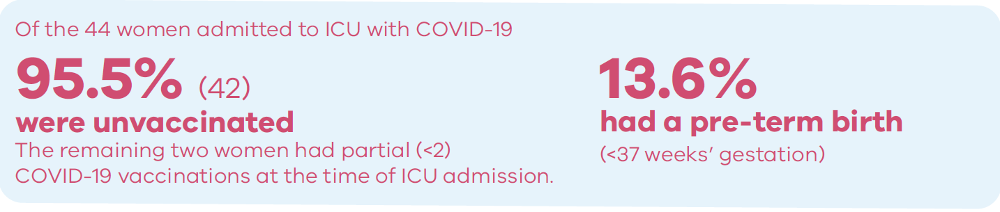 Of the 44 women admitted to ICU with COVID-19
95.5% (42)
were unvaccinated
The remaining two women had partial (<2)
COVID-19 vaccinations at the time of ICU admission.
13.6%
had a pre-term birth
(<37 weeks’ gestation)